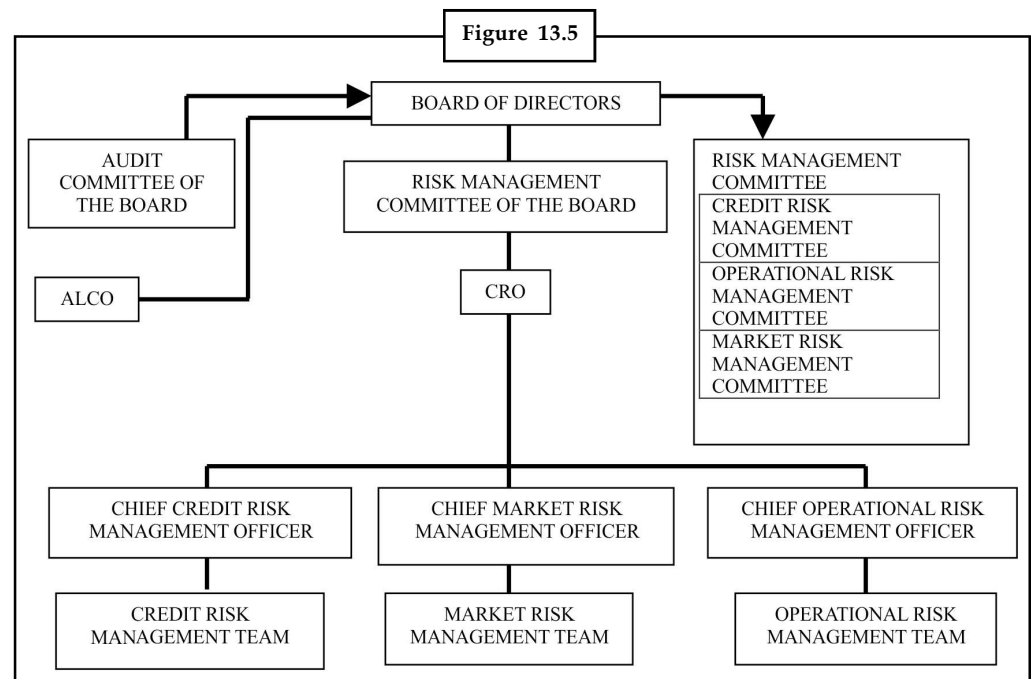 Figure 13.5
BOARD OF DIRECTORS
AUDIT
COMMITTEE OF
THE BOARD
RISK MANAGEMENT
COMMITTEE OF THE BOARD
RISK MANAGEMENT
COMMITTEE
CREDIT RISK
MANAGEMENT
COMMITTEE
OPERATIONAL RISK
MANAGEMENT
COMMITTEE
MARKET RISK
MANAGEMENT
COMMITTEE
ALCO
CRO
CHIEF CREDIT RISK
MANAGEMENT OFFICER
CHIEF MARKET RISK
MANAGEMENT OFFICER
CHIEF OPERATIONAL RISK
MANAGEMENT OFFICER
CREDIT RISK
MANAGEMENT TEAM
MARKET RISK
MANAGEMENT TEAM
OPERATIONAL RISK
MANAGEMENT TEAM